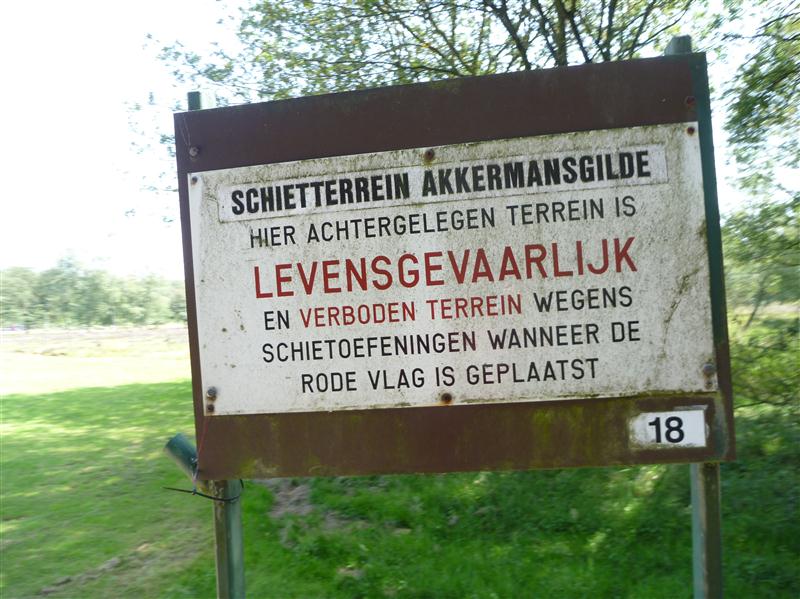 SCHIETTERREIN AKKERMANSGILDE
HIER ACHTERGELEGEN TERREIN IS
LEVENSGEVAARLIJK
EN VERBODEN TERREIN WEGENS
SCHIETOEFENINGEN WANNEER DE
RODE VLAG IS GEPLAATST
18